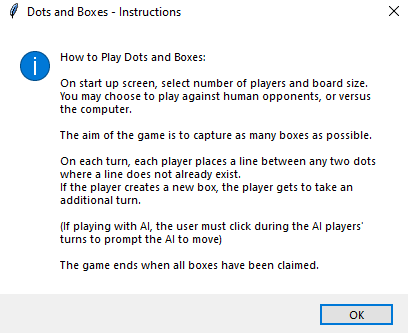 Dots and Boxes - Instructions
How to Play Dots and Boxes:
On start up screen, select number of players and board size.
You may choose to play against human opponents, or versus
the computer.
The aim of the game is to capture as many boxes as possible.
On each turn, each player places a line between any two dots
where a line does not already exist.
If the player creates a new box, the player gets to take an
additional turn.
(If playing with AI, the user must click during the AI players'
turns to prompt the AI to move)
The game ends when all boxes have been claimed.
OK